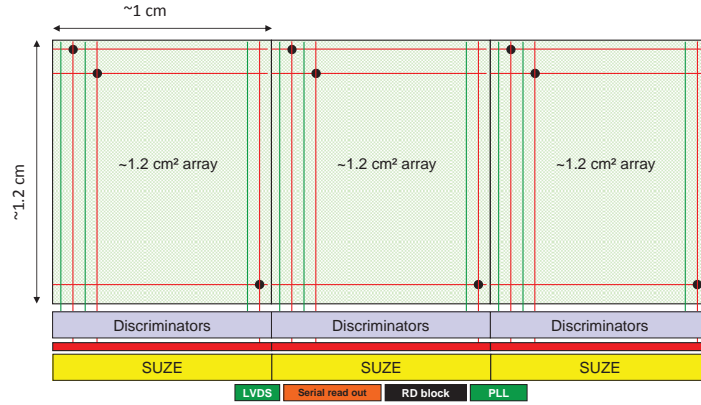 ~1 cm
~1.2 cm
~1.2 cm² array
~1.2 cm² array
~1.2 cm² array
Discriminators
Discriminators
Discriminators
SUZE
SUZE
SUZE
LVDS
Serial read out
RD block
PLL